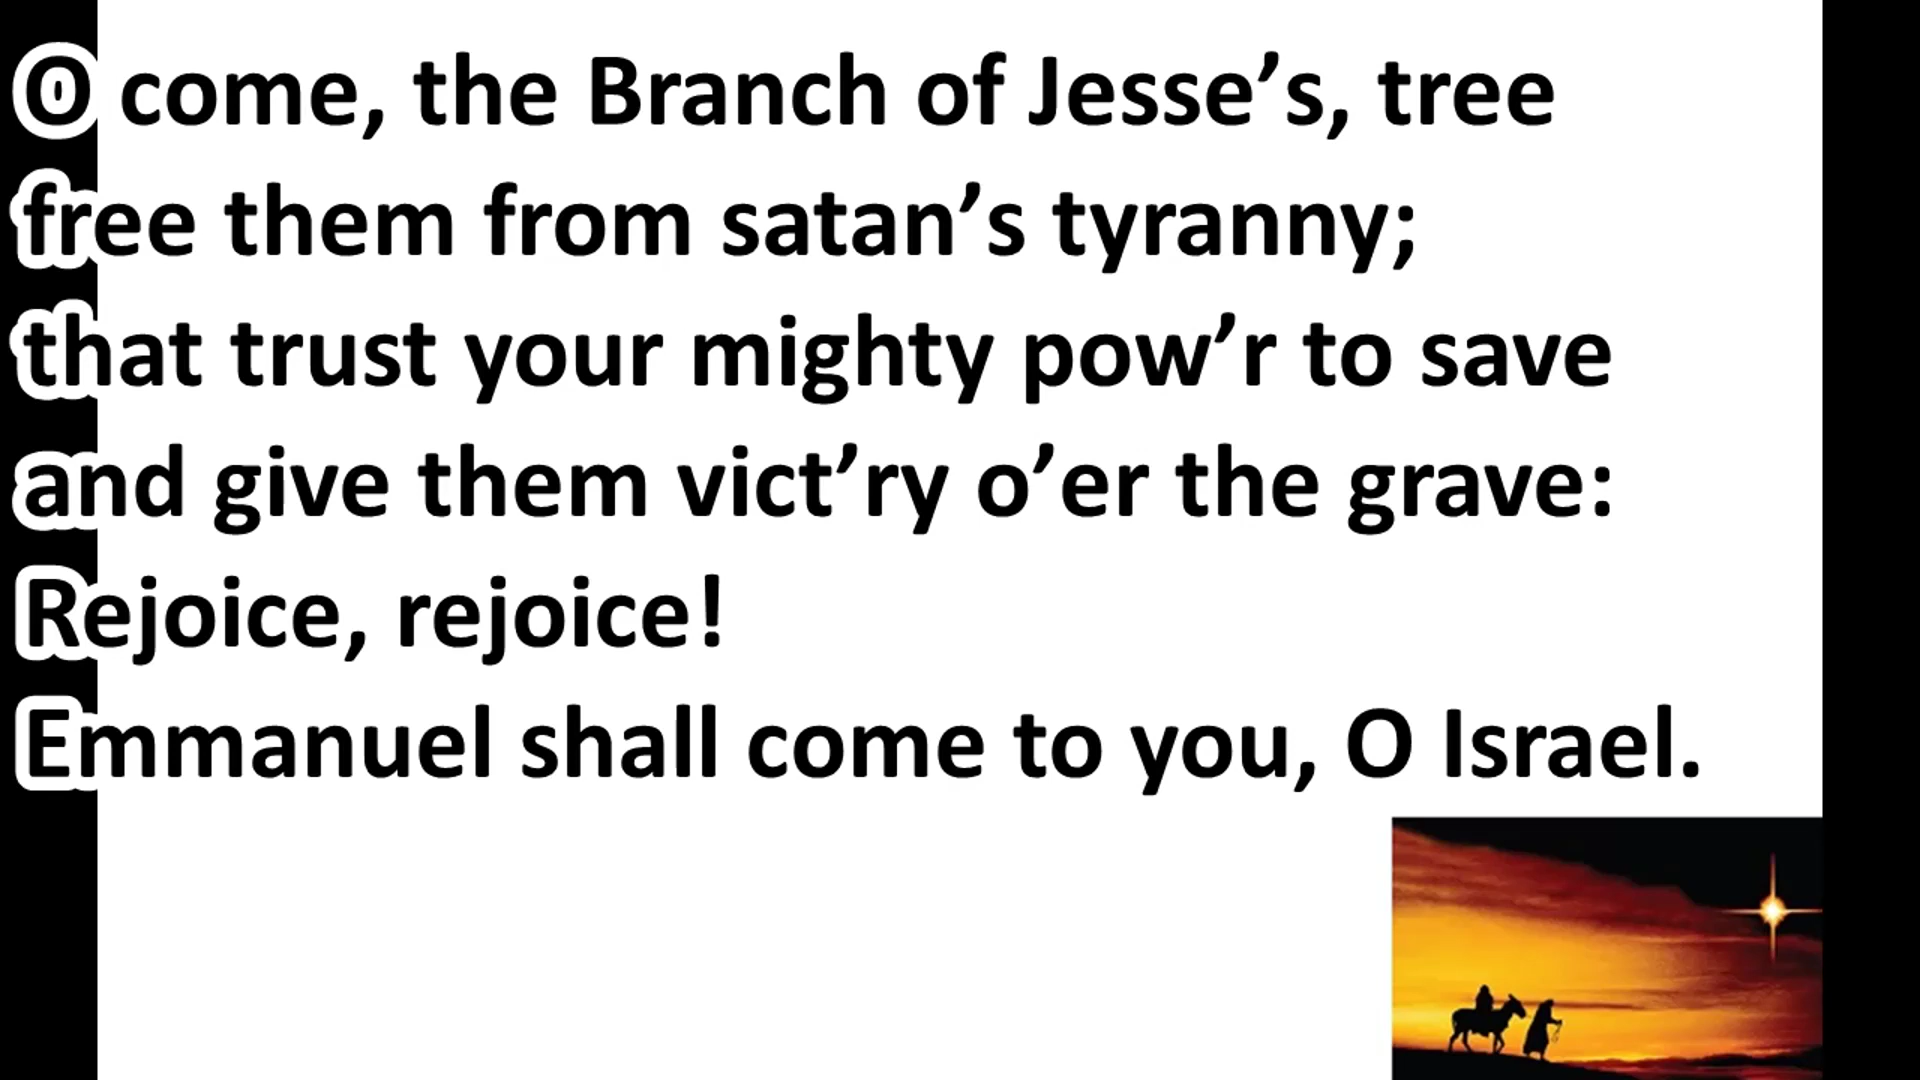 O come, the Branch of Jesse’s, tree
free them from satan’s tyranny;
that trust your mighty pow’r to save
and give them vict’ry o’er the grave:
Rejoice, rejoice!
Emmanuel shall come to you, O Israel.